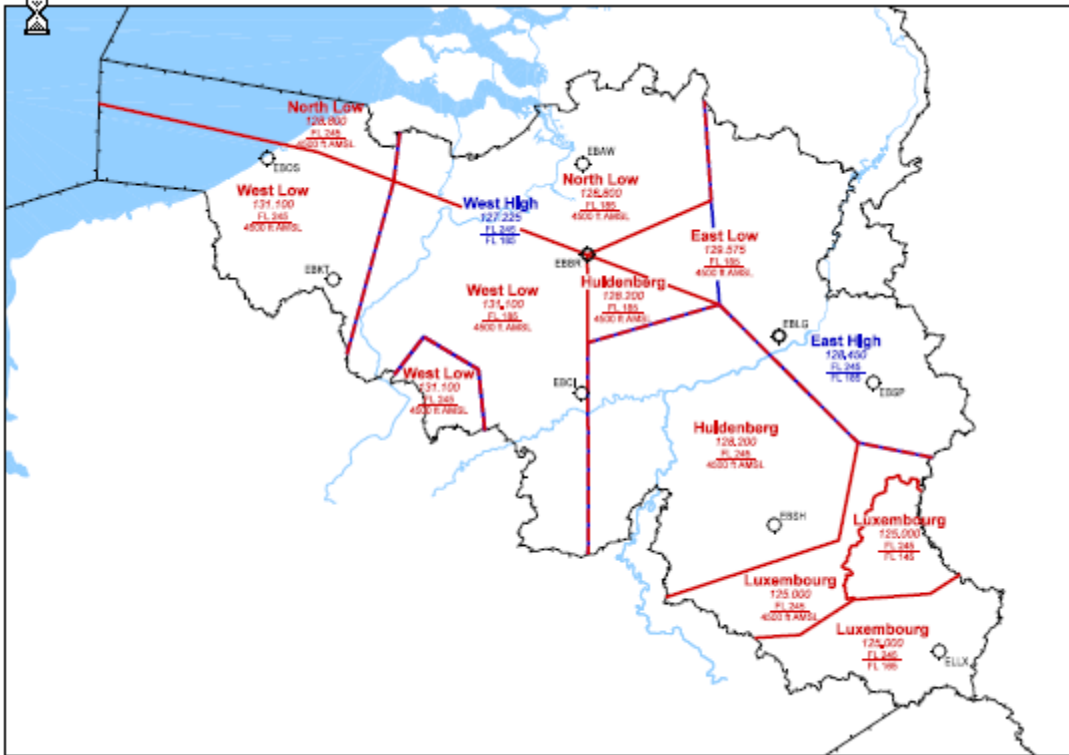 North Low
128,800
FL 245
4500 ft AMSL
EBOS
West Low
131.100
FL 245
4500 ft AMSL
EBKT
EBAW
North Low
128,800
FL 185
4500 ft AMSL
West High
127.225
FL 245
FL 185
East Low
129.575
FL 185
4500 ft AMSL
EBBR
Huldenberg
128.200
FL 185
4500 ft AMSL
West Low
131,100
FL 185
4500 ft AMSL
EBLG
East High
128,450
FL 245
FL 185
West Low
131.100
FL 245
4500 ft AMSL
EBCI
EBSP
Huldenberg
128,200
FL 245
4500 ft AMSL
EBSH
Luxembourg
125,000
FL 245
FL 145
Luxembourg
125.000
FL 245
4500 ft AMSL
Luxembourg
125,000
FL 245
FL 165
ELLX